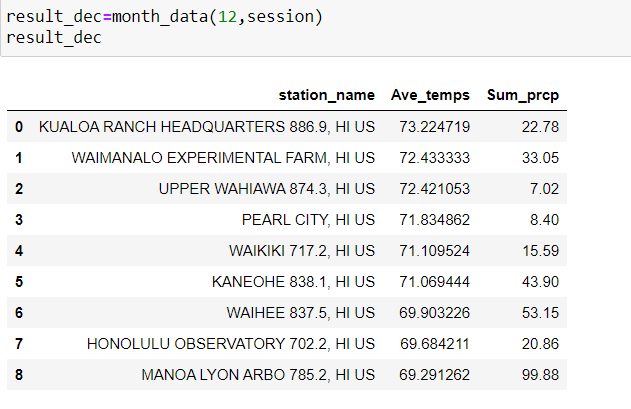 result_dec=month_data(12,session)
result_dec
station_name Ave_temps Sum_prcp
0 KUALOA RANCH HEADQUARTERS 886.9, HI US 73.224719 22.78
1 WAIMANALO EXPERIMENTAL FARM, HI US 72.433333 33.05
2 UPPER WAHIAWA 874.3, HI US 72.421053 7.02
3 PEARL CITY, HI US 71.834862 8.40
4 WAIKIKI 717.2, HI US 71.109524 15.59
5 KANEOHE 838.1, HI US 71.069444 43.90
6 WAIHEE 837.5, HI US 69.903226 53.15
7 HONOLULU OBSERVATORY 702.2, HI US 69.684211 20.86
8 MANOA LYON ARBO 785.2, HI US 69.291262 99.88